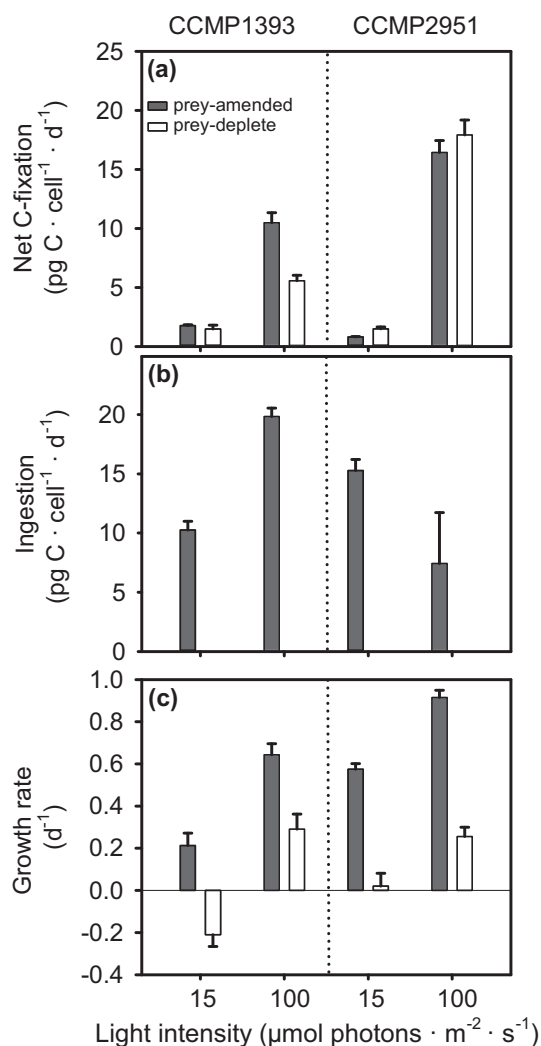 CCMP1393 CCMP2951
(a)
prey-amended
prey-deplete
Net C-fixation
(pg C · cell⁻¹ · d⁻¹)
25
20
15
10
5
0
(b)
Ingestion
(pg C · cell⁻¹ · d⁻¹)
20
15
10
5
0
(c)
Growth rate
(d⁻¹)
1.0
0.8
0.6
0.4
0.2
0.0
-0.2
-0.4
15 100 15 100
Light intensity (µmol photons · m⁻² · s⁻¹)